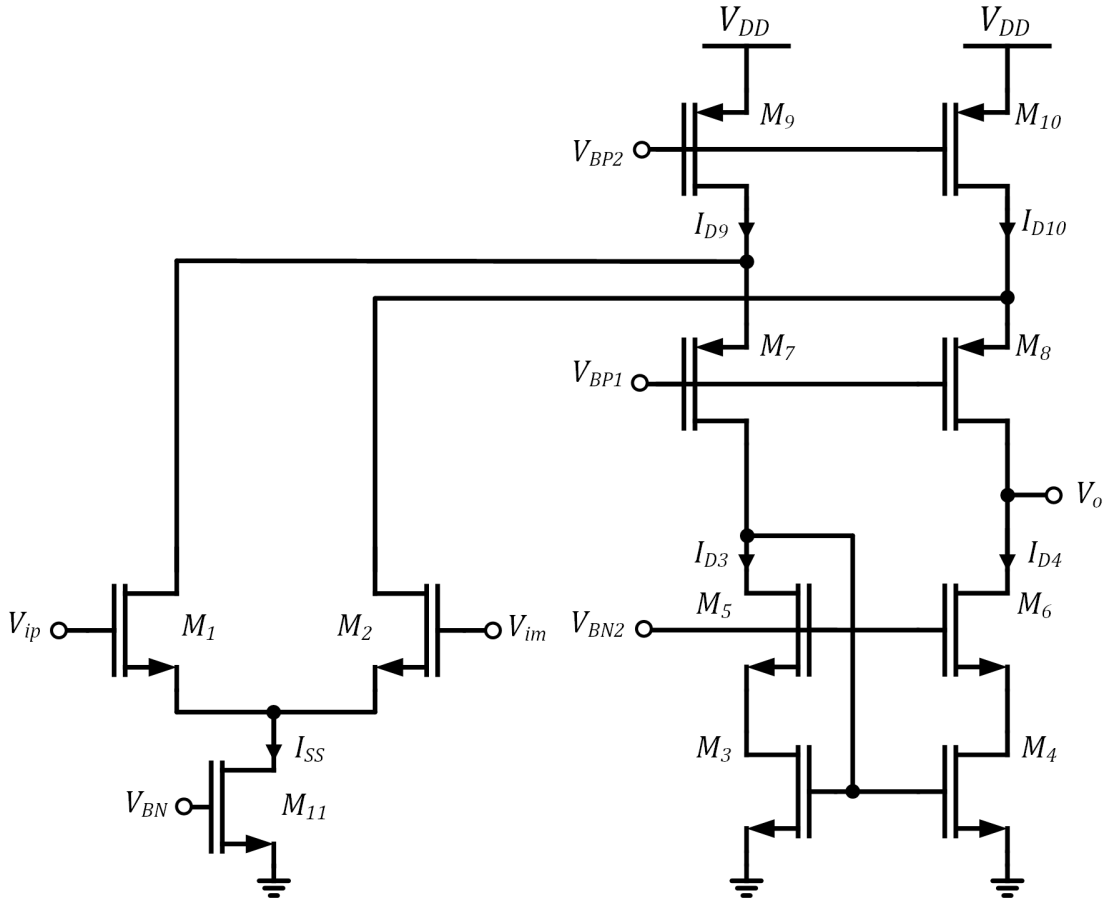 V_DD V_DD
M_9 M_10
V_BP2
I_D9 I_D10
M_7 M_8
V_BP1
V_o
I_D3 I_D4
M_5 M_6
V_ip M_1 M_2 V_im V_BN2
I_SS M_3 M_4
V_BN M_11